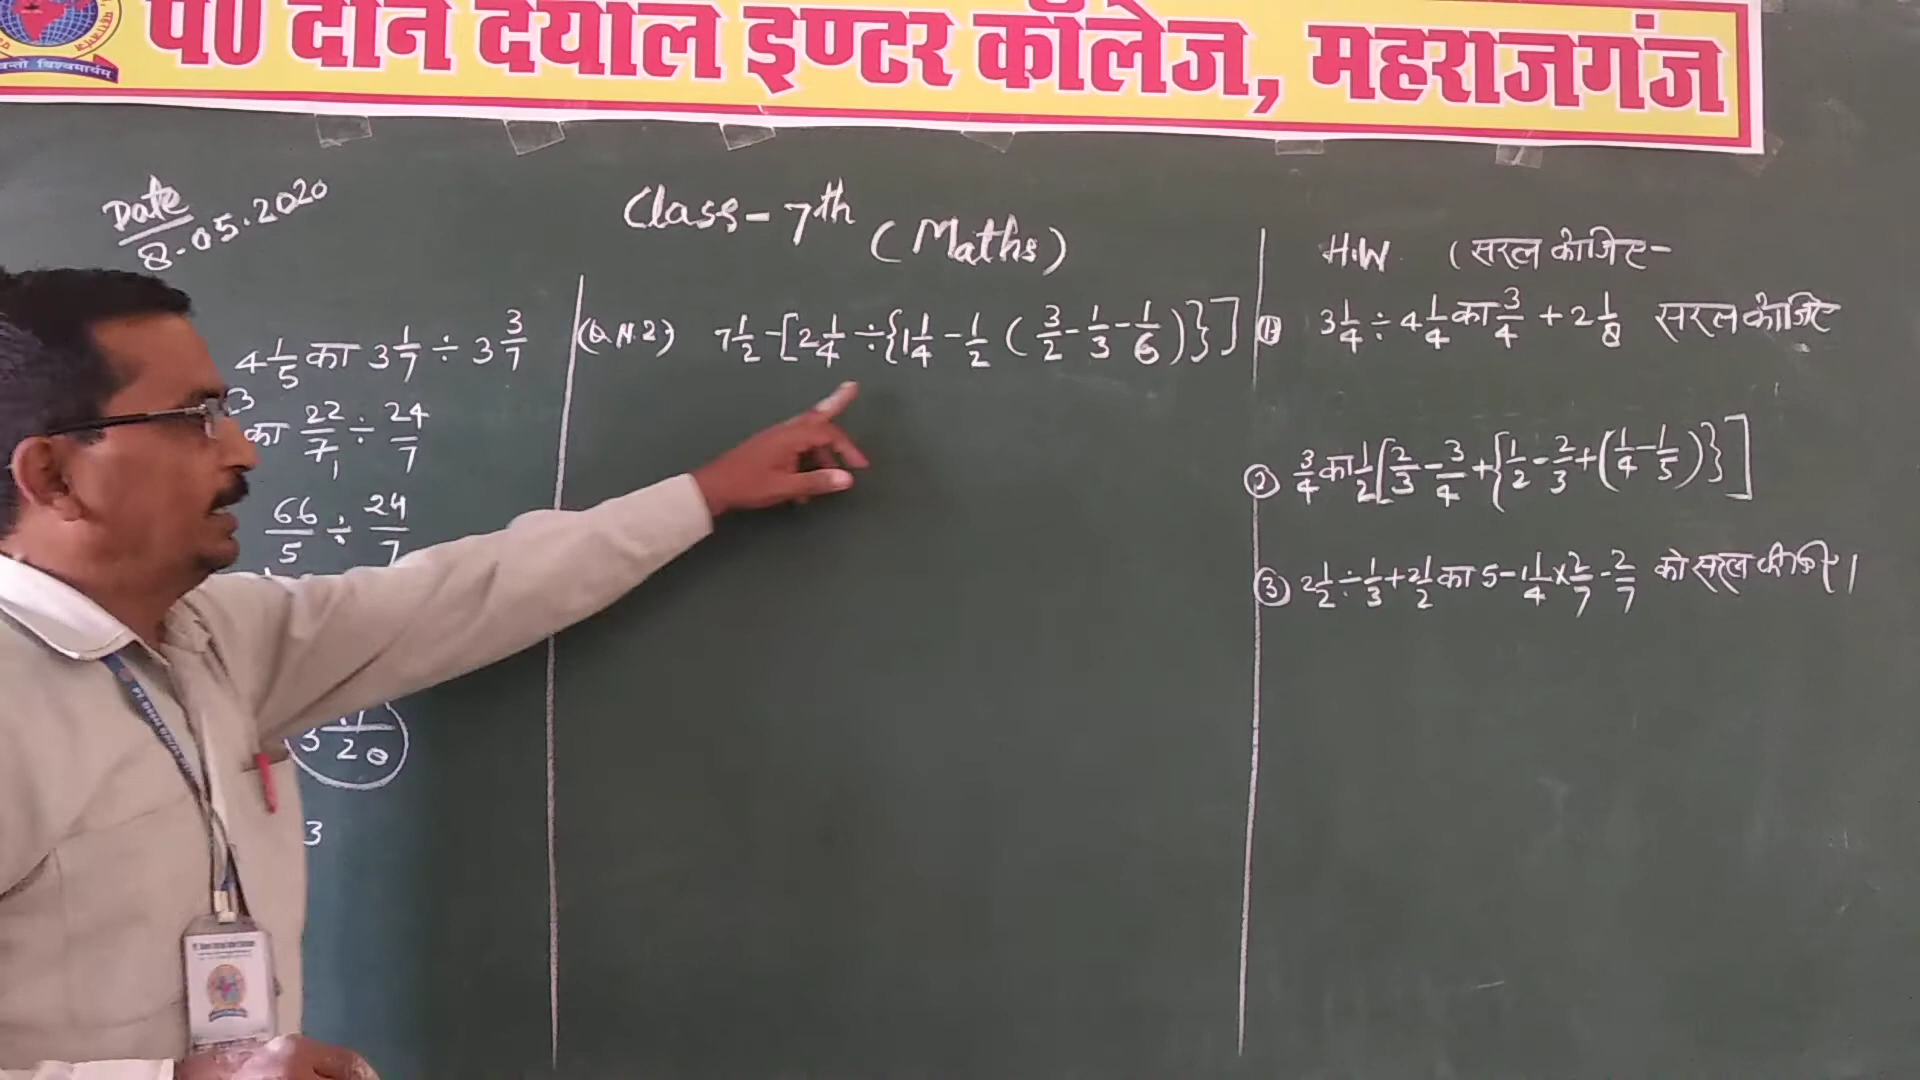 पं0 दीन दयाल इण्टर कॉलेज, महराजगंज
Date
8.05.2020
Class - 7th (Maths)
4 1/5 का 3 1/7 ÷ 3 3/7
का 22/7 ÷ 24/7
66/5 ÷ 24/7
3
(Q.N.2) 7 1/2 - [2 1/4 ÷ {1 1/4 - 1/2 (3/2 - 1/3 - 1/6)}]
H.W (सरल कीजिए-
① 3 1/4 ÷ 4 1/4 का 3/4 + 2 1/8 सरल कीजिए
② 3/4 का 1/2 [2/3 - 3/4 + {1/2 - 2/3 + (1/4 - 1/5)}]
③ 2 1/2 ÷ 1/3 + 2 1/2 का 5 - 1 1/4 × 2/7 - 2/7 को सरल कीजिए।